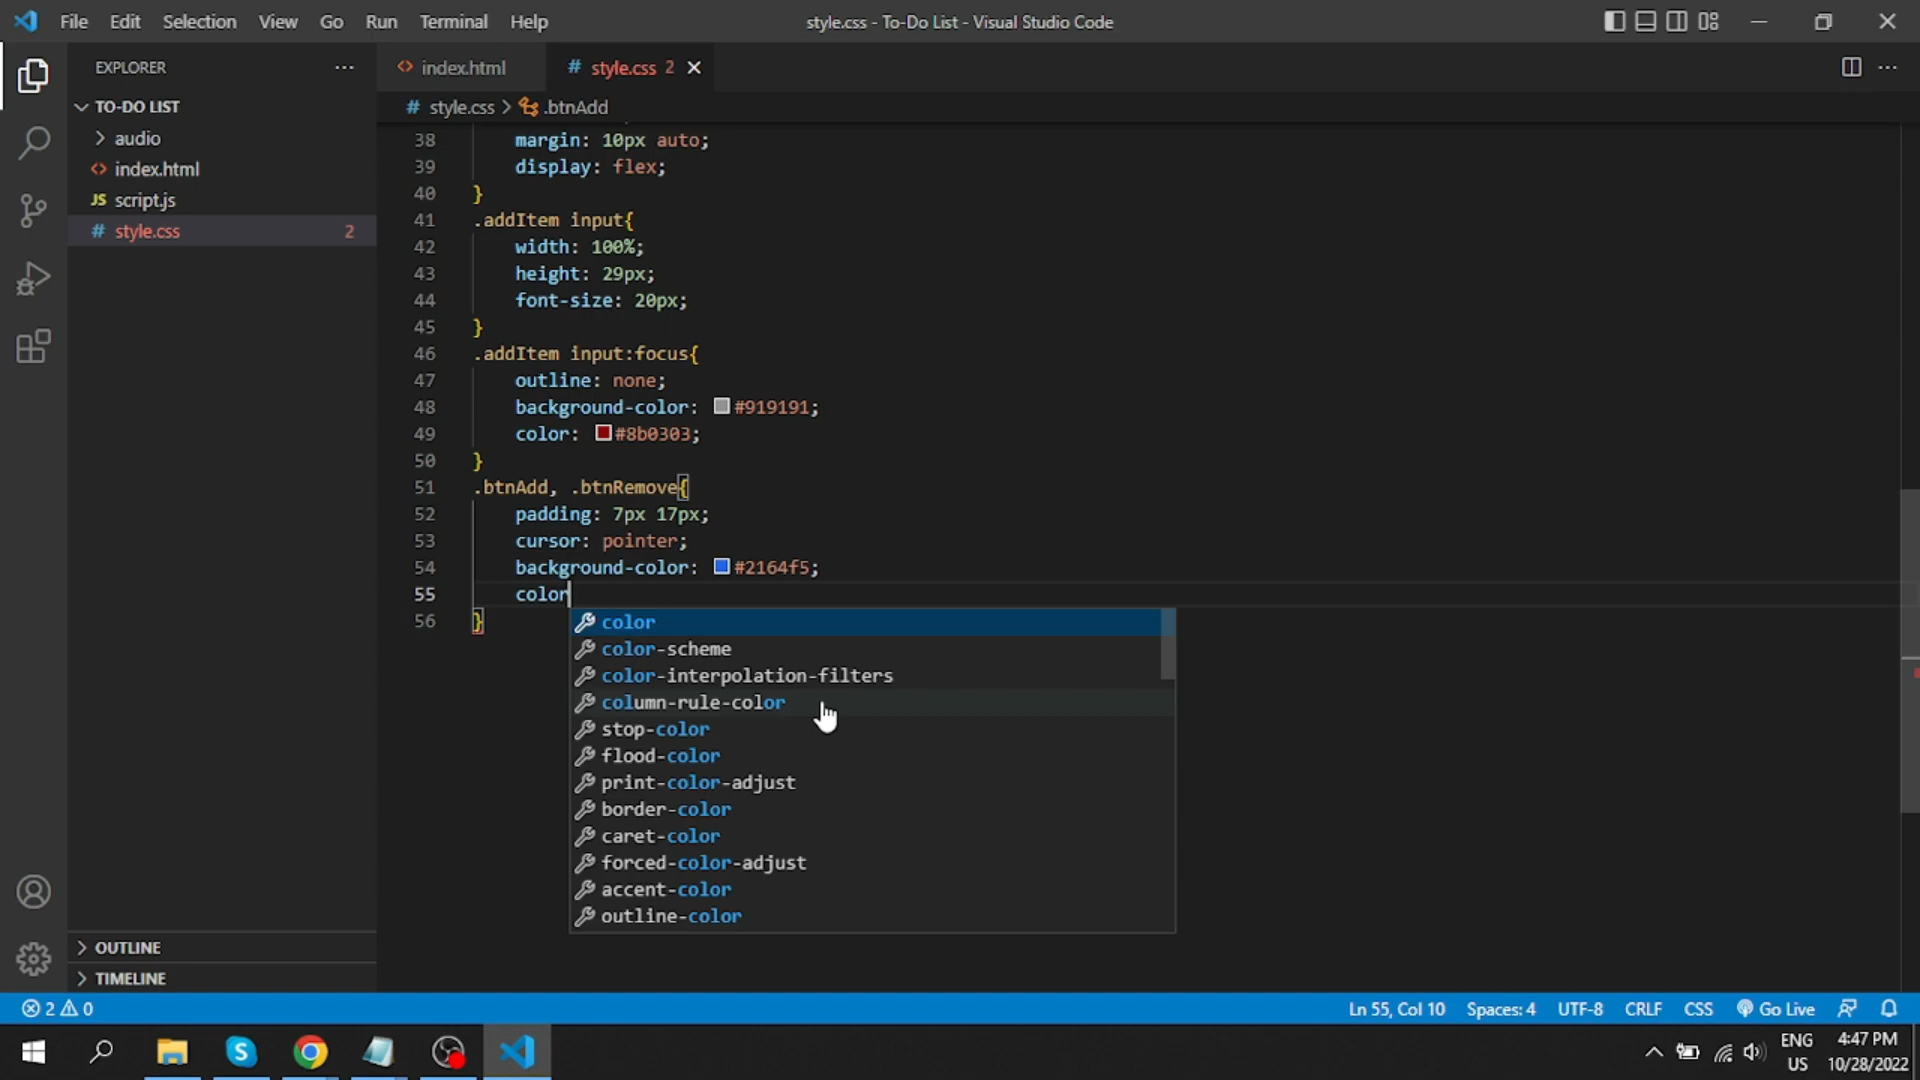 File Edit Selection View Go Run Terminal Help
style.css - To-Do List - Visual Studio Code
EXPLORER
TO-DO LIST
audio
index.html
JS script.js
# style.css 2
OUTLINE
TIMELINE
index.html
# style.css 2
# style.css > .btnAdd
38 margin: 10px auto;
39 display: flex;
40 }
41 .addItem input{
42 width: 100%;
43 height: 29px;
44 font-size: 20px;
45 }
46 .addItem input:focus{
47 outline: none;
48 background-color: #919191;
49 color: #8b0303;
50 }
51 .btnAdd, .btnRemove{
52 padding: 7px 17px;
53 cursor: pointer;
54 background-color: #2164f5;
55 color
56 }
color
color-scheme
color-interpolation-filters
column-rule-color
stop-color
flood-color
print-color-adjust
border-color
caret-color
forced-color-adjust
accent-color
outline-color
2 0
Ln 55, Col 10 Spaces: 4 UTF-8 CRLF CSS Go Live
S
ENG
US
4:47 PM
10/28/2022